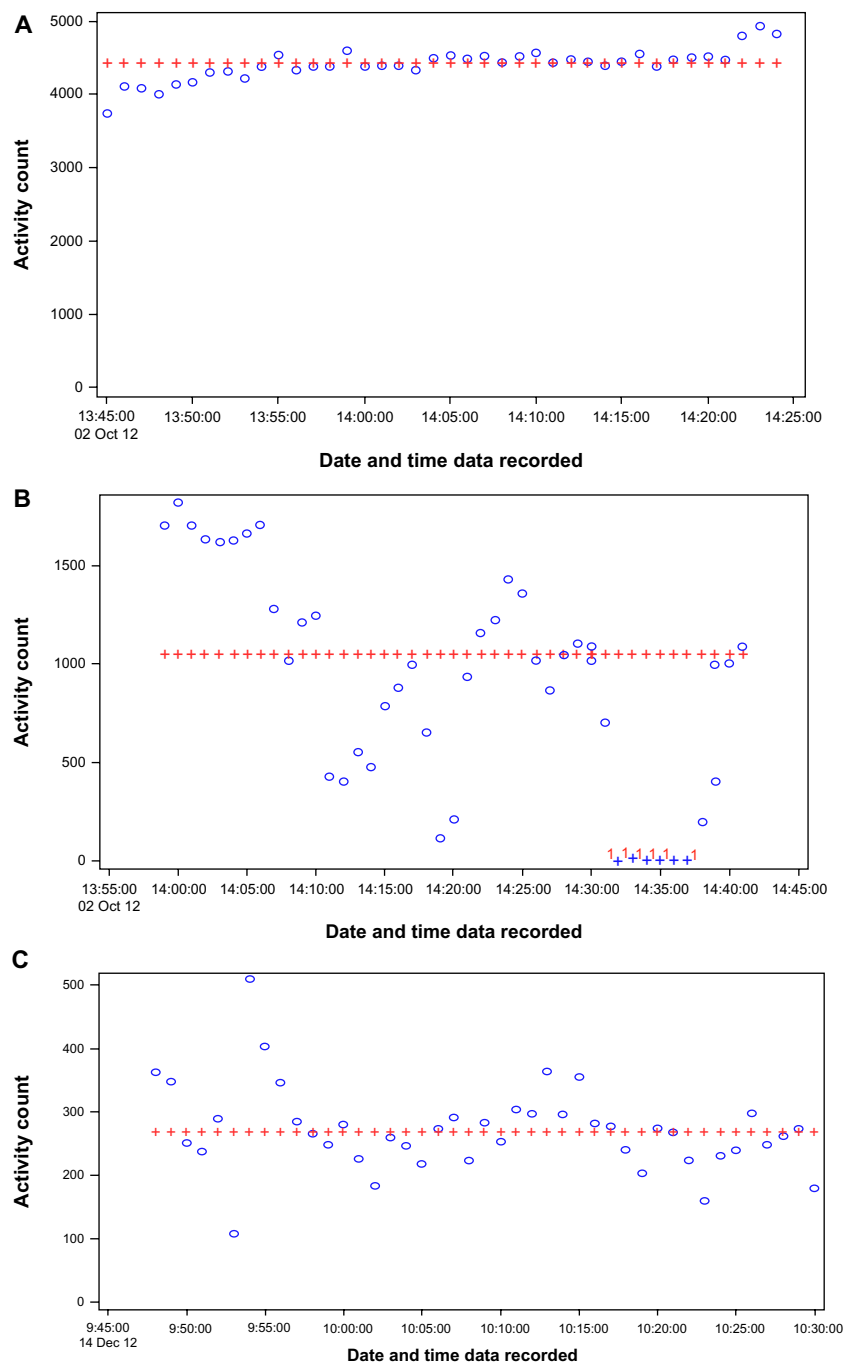 A
Activity count
5000
4000
3000
2000
1000
0
13:45:00 13:50:00 13:55:00 14:00:00 14:05:00 14:10:00 14:15:00 14:20:00 14:25:00
02 Oct 12
Date and time data recorded
B
Activity count
1500
1000
500
0
1 1 1 1 1 1
13:55:00 14:00:00 14:05:00 14:10:00 14:15:00 14:20:00 14:25:00 14:30:00 14:35:00 14:40:00 14:45:00
02 Oct 12
Date and time data recorded
C
Activity count
500
400
300
200
100
0
9:45:00 9:50:00 9:55:00 10:00:00 10:05:00 10:10:00 10:15:00 10:20:00 10:25:00 10:30:00
14 Dec 12
Date and time data recorded